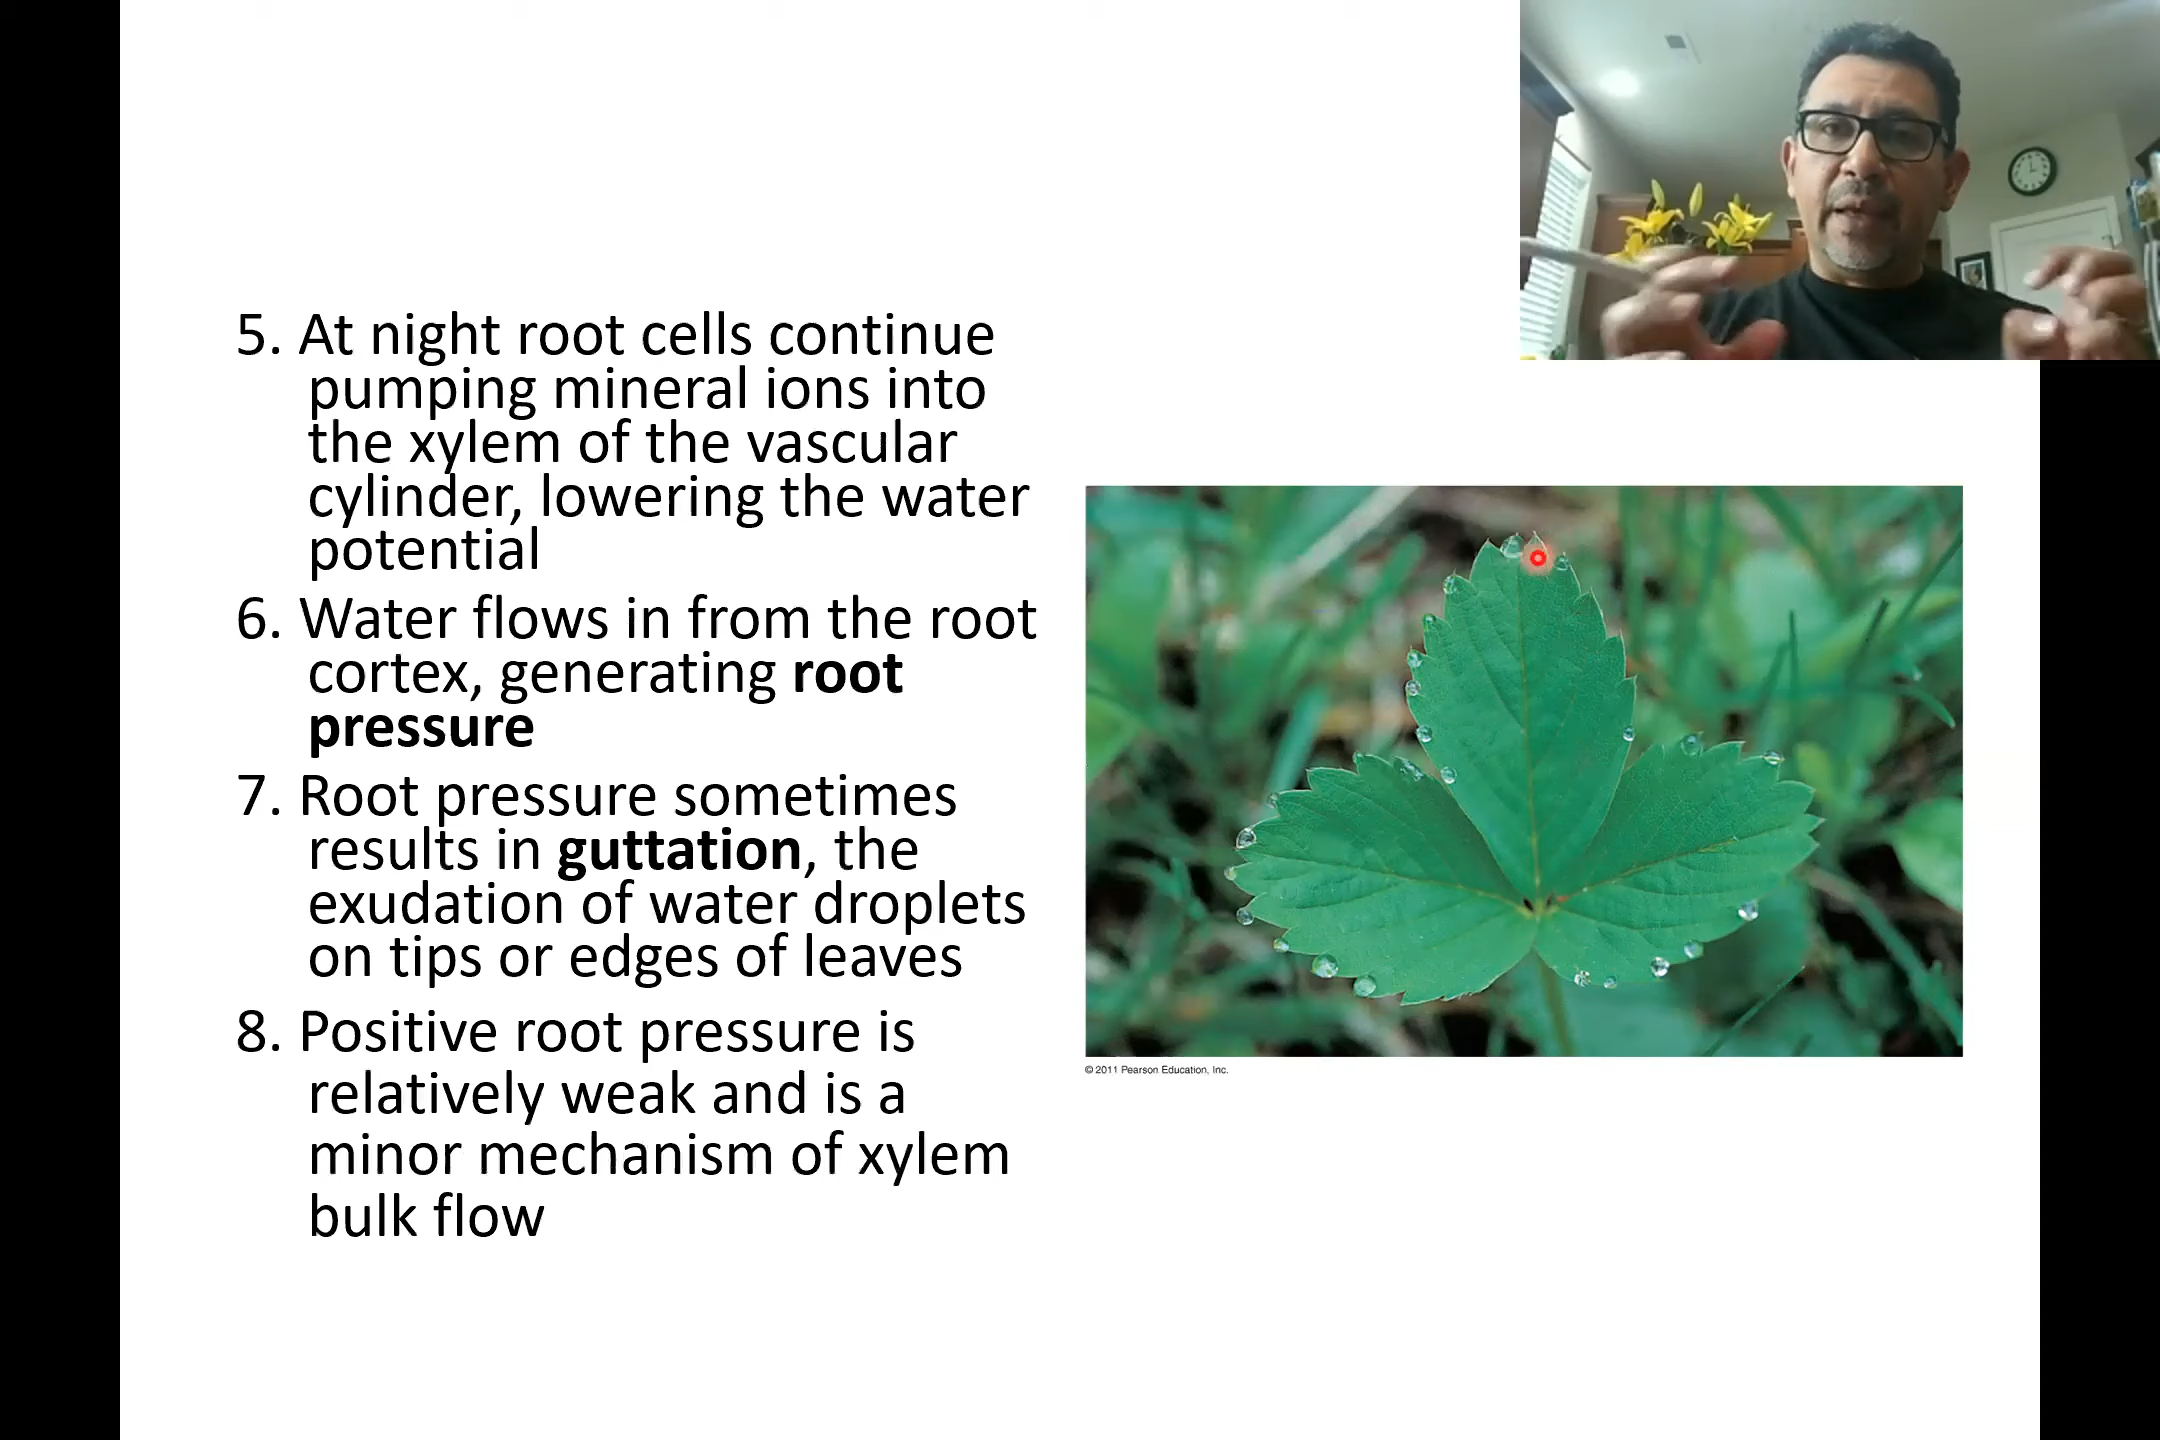 5. At night root cells continue
pumping mineral ions into
the xylem of the vascular
cylinder, lowering the water
potential
6. Water flows in from the root
cortex, generating root
pressure
7. Root pressure sometimes
results in guttation, the
exudation of water droplets
on tips or edges of leaves
8. Positive root pressure is
relatively weak and is a
minor mechanism of xylem
bulk flow
© 2011 Pearson Education, Inc.